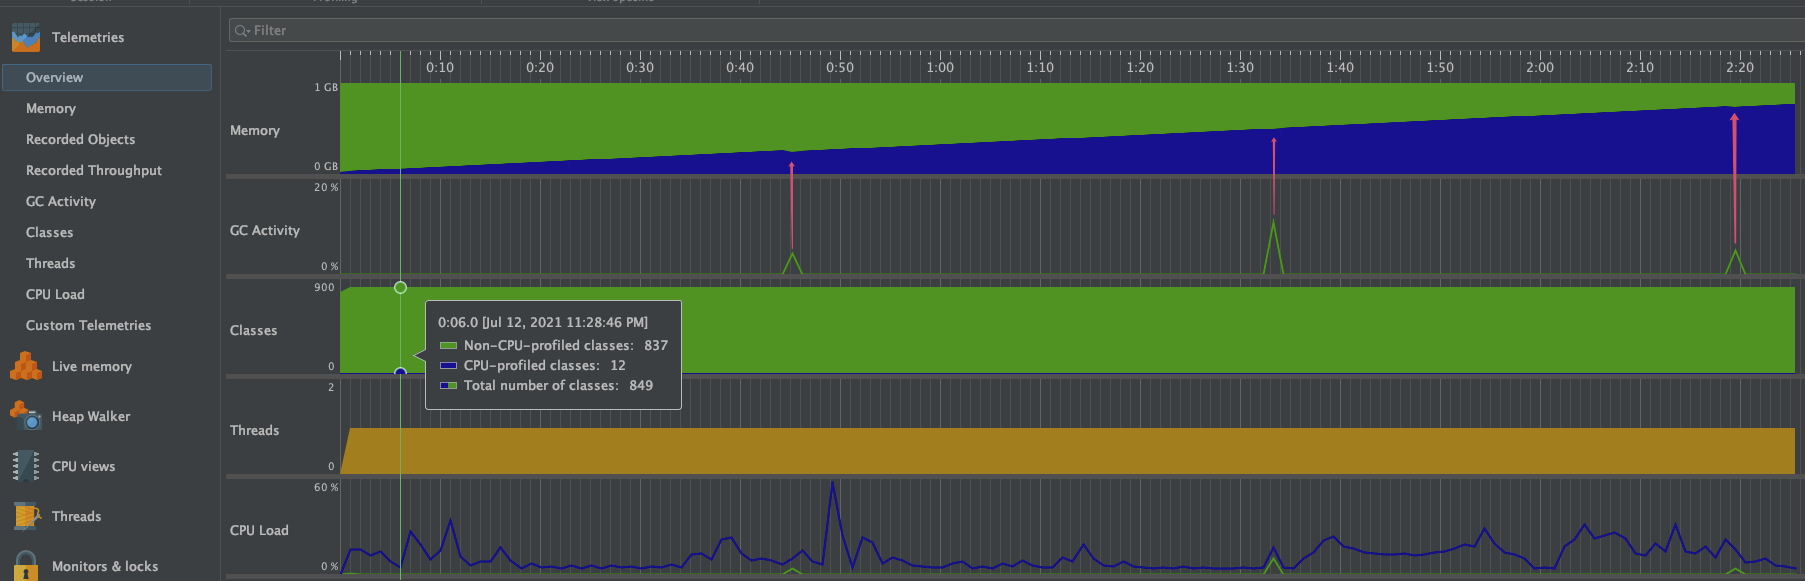 Session
Profiling
View Specific
Telemetries
Overview
Memory
Recorded Objects
Recorded Throughput
GC Activity
Classes
Threads
CPU Load
Custom Telemetries
Live memory
Heap Walker
CPU views
Threads
Monitors & locks
Filter
0:10 0:20 0:30 0:40 0:50 1:00 1:10 1:20 1:30 1:40 1:50 2:00 2:10 2:20
1 GB
Memory
0 GB
20 %
GC Activity
0 %
900
Classes
0
0:06.0 [Jul 12, 2021 11:28:46 PM]
Non-CPU-profiled classes: 837
CPU-profiled classes: 12
Total number of classes: 849
2
Threads
0
60 %
CPU Load
0 %